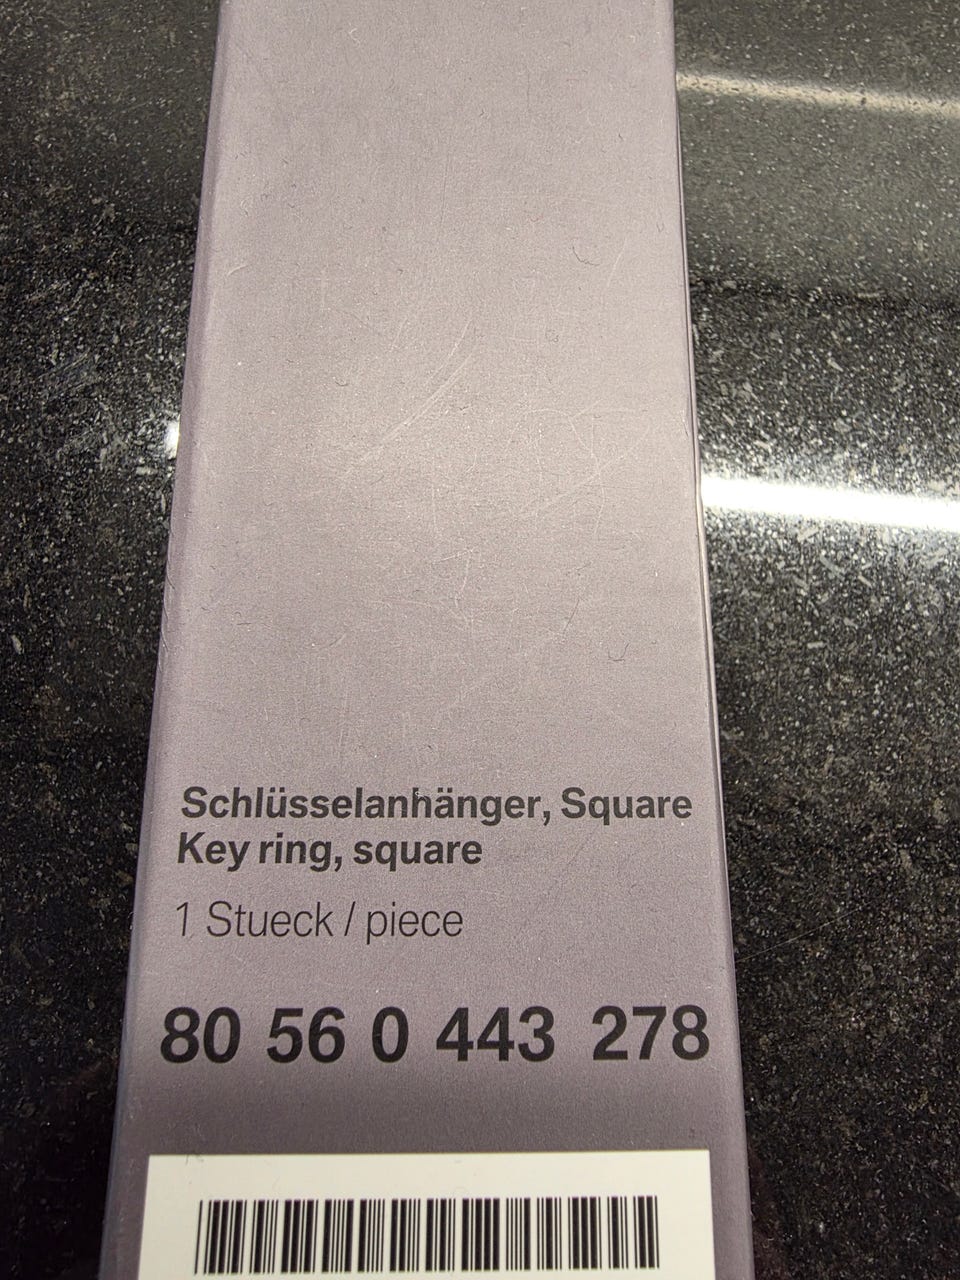 Schlüsselanhänger, Square
Key ring, square
1 Stueck / piece
80 56 0 443 278